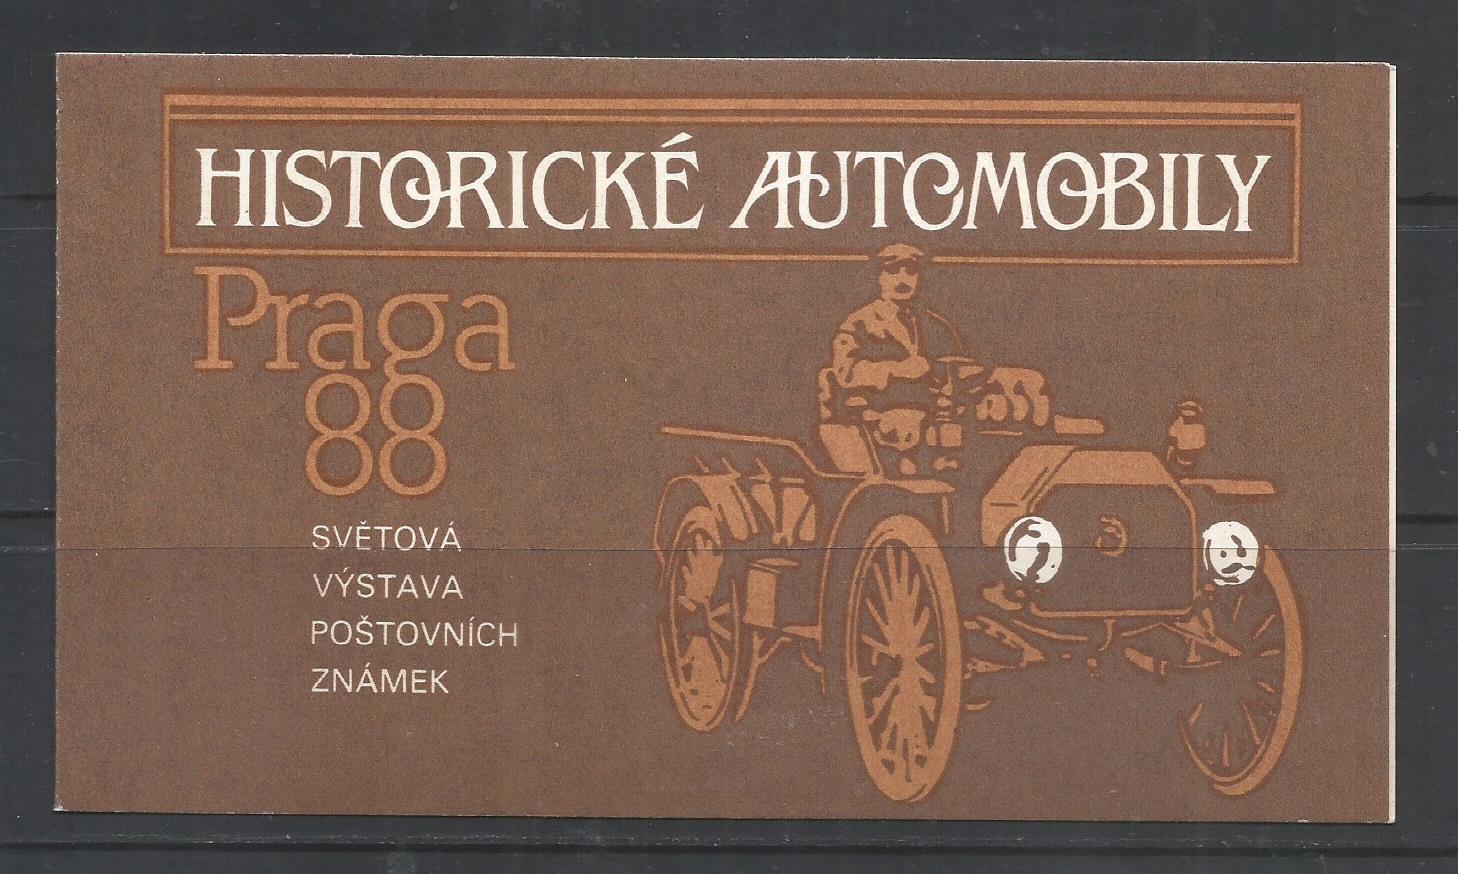 HISTORICKÉ AUTOMOBILY
Praga
88
SVĚTOVÁ
VÝSTAVA
POŠTOVNÍCH
ZNÁMEK